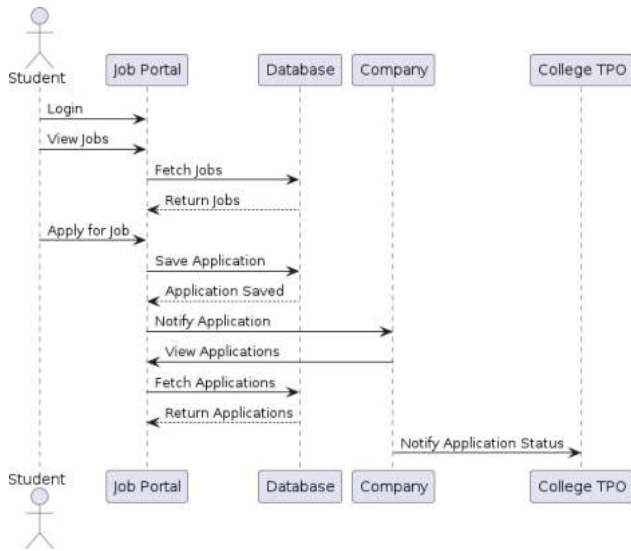 Student
Job Portal
Database
Company
College TPO
Login
View Jobs
Fetch Jobs
Return Jobs
Apply for Job
Save Application
Application Saved
Notify Application
View Applications
Fetch Applications
Return Applications
Notify Application Status
Student
Job Portal
Database
Company
College TPO